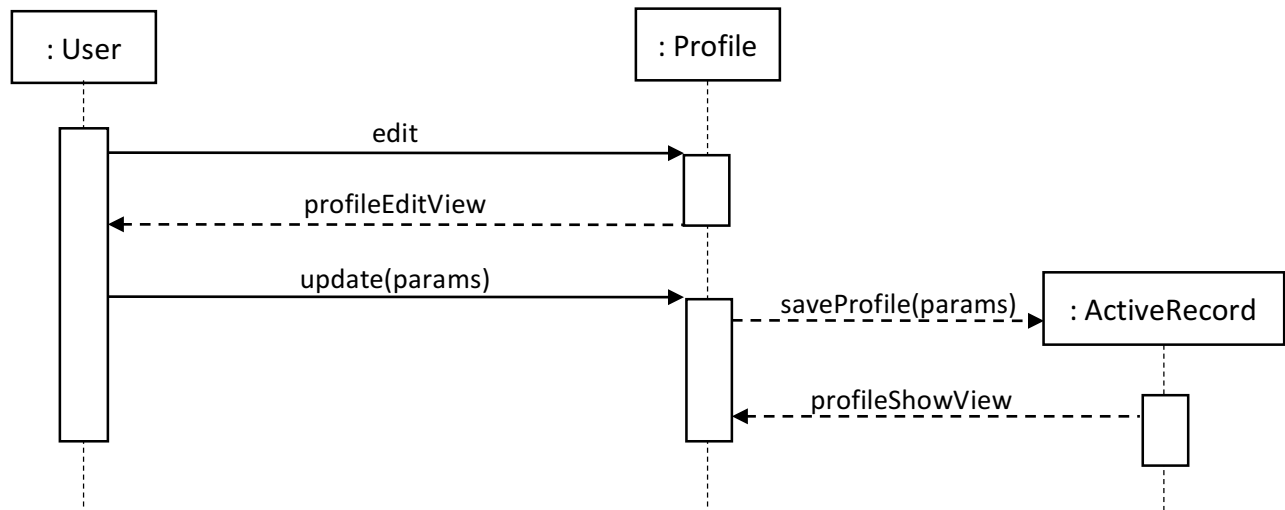 : User
: Profile
edit
profileEditView
update(params)
saveProfile(params)
: ActiveRecord
profileShowView